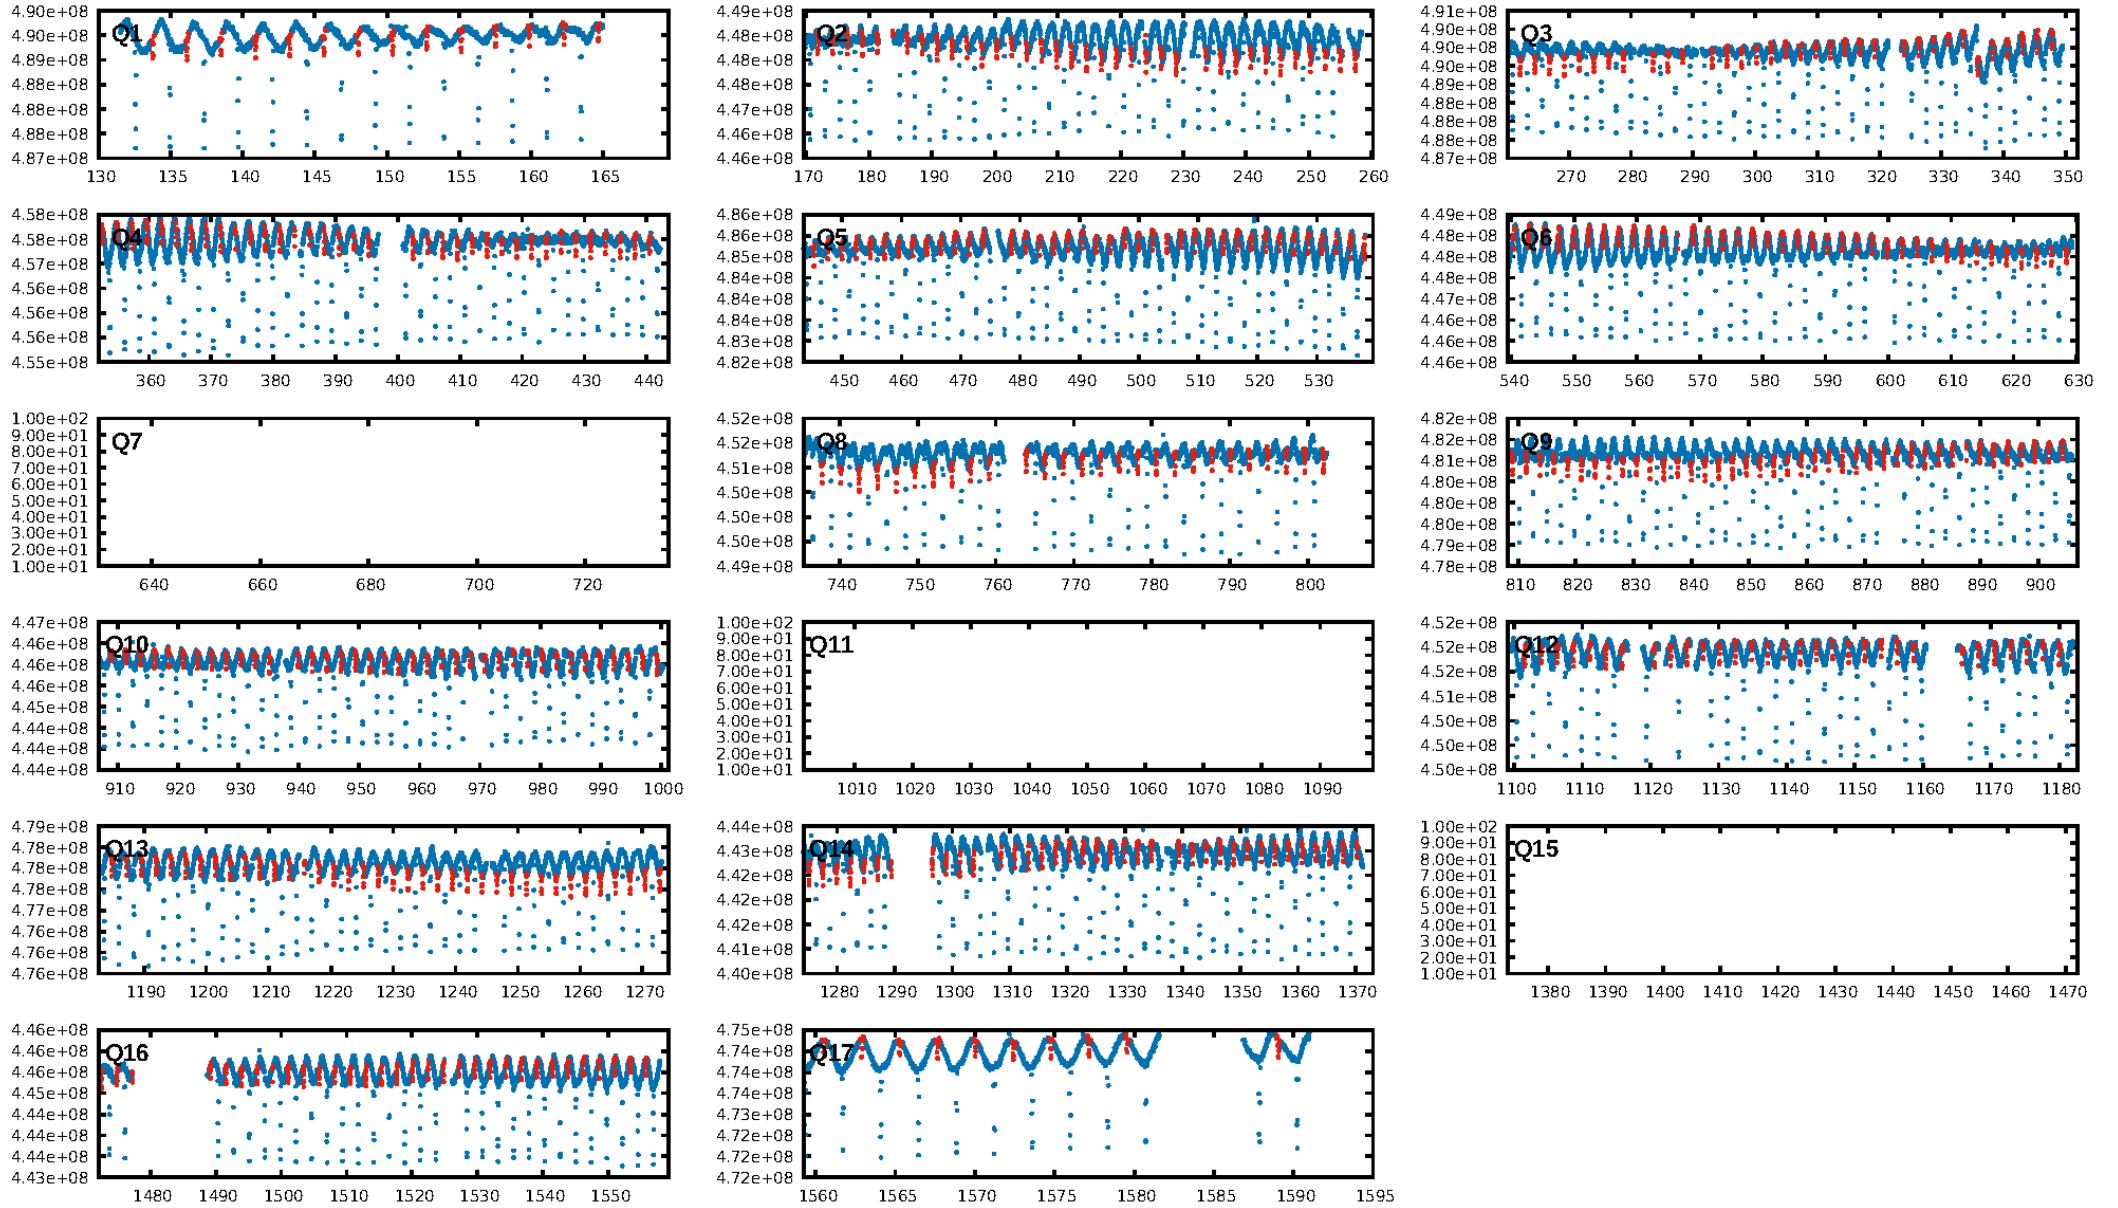 Q1
4.90e+08
4.90e+08
4.89e+08
4.88e+08
4.88e+08
4.88e+08
4.87e+08
130 135 140 145 150 155 160 165
Q2
4.49e+08
4.48e+08
4.48e+08
4.48e+08
4.47e+08
4.46e+08
4.46e+08
170 180 190 200 210 220 230 240 250 260
Q3
4.91e+08
4.90e+08
4.90e+08
4.90e+08
4.89e+08
4.88e+08
4.88e+08
4.88e+08
4.87e+08
270 280 290 300 310 320 330 340 350
Q4
4.58e+08
4.58e+08
4.57e+08
4.56e+08
4.56e+08
4.56e+08
4.55e+08
360 370 380 390 400 410 420 430 440
Q5
4.86e+08
4.86e+08
4.85e+08
4.84e+08
4.84e+08
4.84e+08
4.83e+08
4.82e+08
450 460 470 480 490 500 510 520 530
Q6
4.49e+08
4.48e+08
4.48e+08
4.48e+08
4.47e+08
4.46e+08
4.46e+08
4.46e+08
540 550 560 570 580 590 600 610 620 630
Q7
1.00e+02
9.00e+01
8.00e+01
7.00e+01
6.00e+01
5.00e+01
4.00e+01
3.00e+01
2.00e+01
1.00e+01
640 660 680 700 720
Q8
4.52e+08
4.52e+08
4.51e+08
4.50e+08
4.50e+08
4.50e+08
4.49e+08
740 750 760 770 780 790 800
Q9
4.82e+08
4.82e+08
4.81e+08
4.80e+08
4.80e+08
4.80e+08
4.79e+08
4.78e+08
810 820 830 840 850 860 870 880 890 900
Q10
4.47e+08
4.46e+08
4.46e+08
4.46e+08
4.45e+08
4.44e+08
4.44e+08
4.44e+08
910 920 930 940 950 960 970 980 990 1000
Q11
1.00e+02
9.00e+01
8.00e+01
7.00e+01
6.00e+01
5.00e+01
4.00e+01
3.00e+01
2.00e+01
1.00e+01
1010 1020 1030 1040 1050 1060 1070 1080 1090
Q12
4.52e+08
4.52e+08
4.52e+08
4.51e+08
4.50e+08
4.50e+08
4.50e+08
1100 1110 1120 1130 1140 1150 1160 1170 1180
Q13
4.79e+08
4.78e+08
4.78e+08
4.78e+08
4.77e+08
4.76e+08
4.76e+08
4.76e+08
1190 1200 1210 1220 1230 1240 1250 1260 1270
Q14
4.44e+08
4.43e+08
4.42e+08
4.42e+08
4.42e+08
4.41e+08
4.40e+08
1280 1290 1300 1310 1320 1330 1340 1350 1360 1370
Q15
1.00e+02
9.00e+01
8.00e+01
7.00e+01
6.00e+01
5.00e+01
4.00e+01
3.00e+01
2.00e+01
1.00e+01
1380 1390 1400 1410 1420 1430 1440 1450 1460 1470
Q16
4.46e+08
4.46e+08
4.46e+08
4.45e+08
4.44e+08
4.44e+08
4.44e+08
4.43e+08
1480 1490 1500 1510 1520 1530 1540 1550
Q17
4.75e+08
4.74e+08
4.74e+08
4.74e+08
4.73e+08
4.72e+08
4.72e+08
4.72e+08
1560 1565 1570 1575 1580 1585 1590 1595